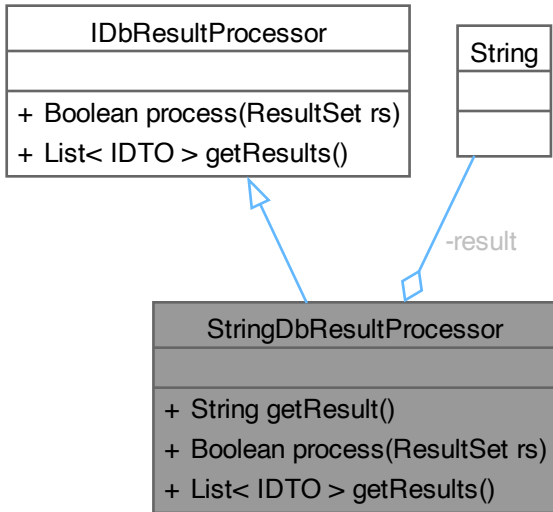 IDbResultProcessor
+ Boolean process(ResultSet rs)
+ List< IDTO > getResults()
String
-result
StringDbResultProcessor
+ String getResult()
+ Boolean process(ResultSet rs)
+ List< IDTO > getResults()